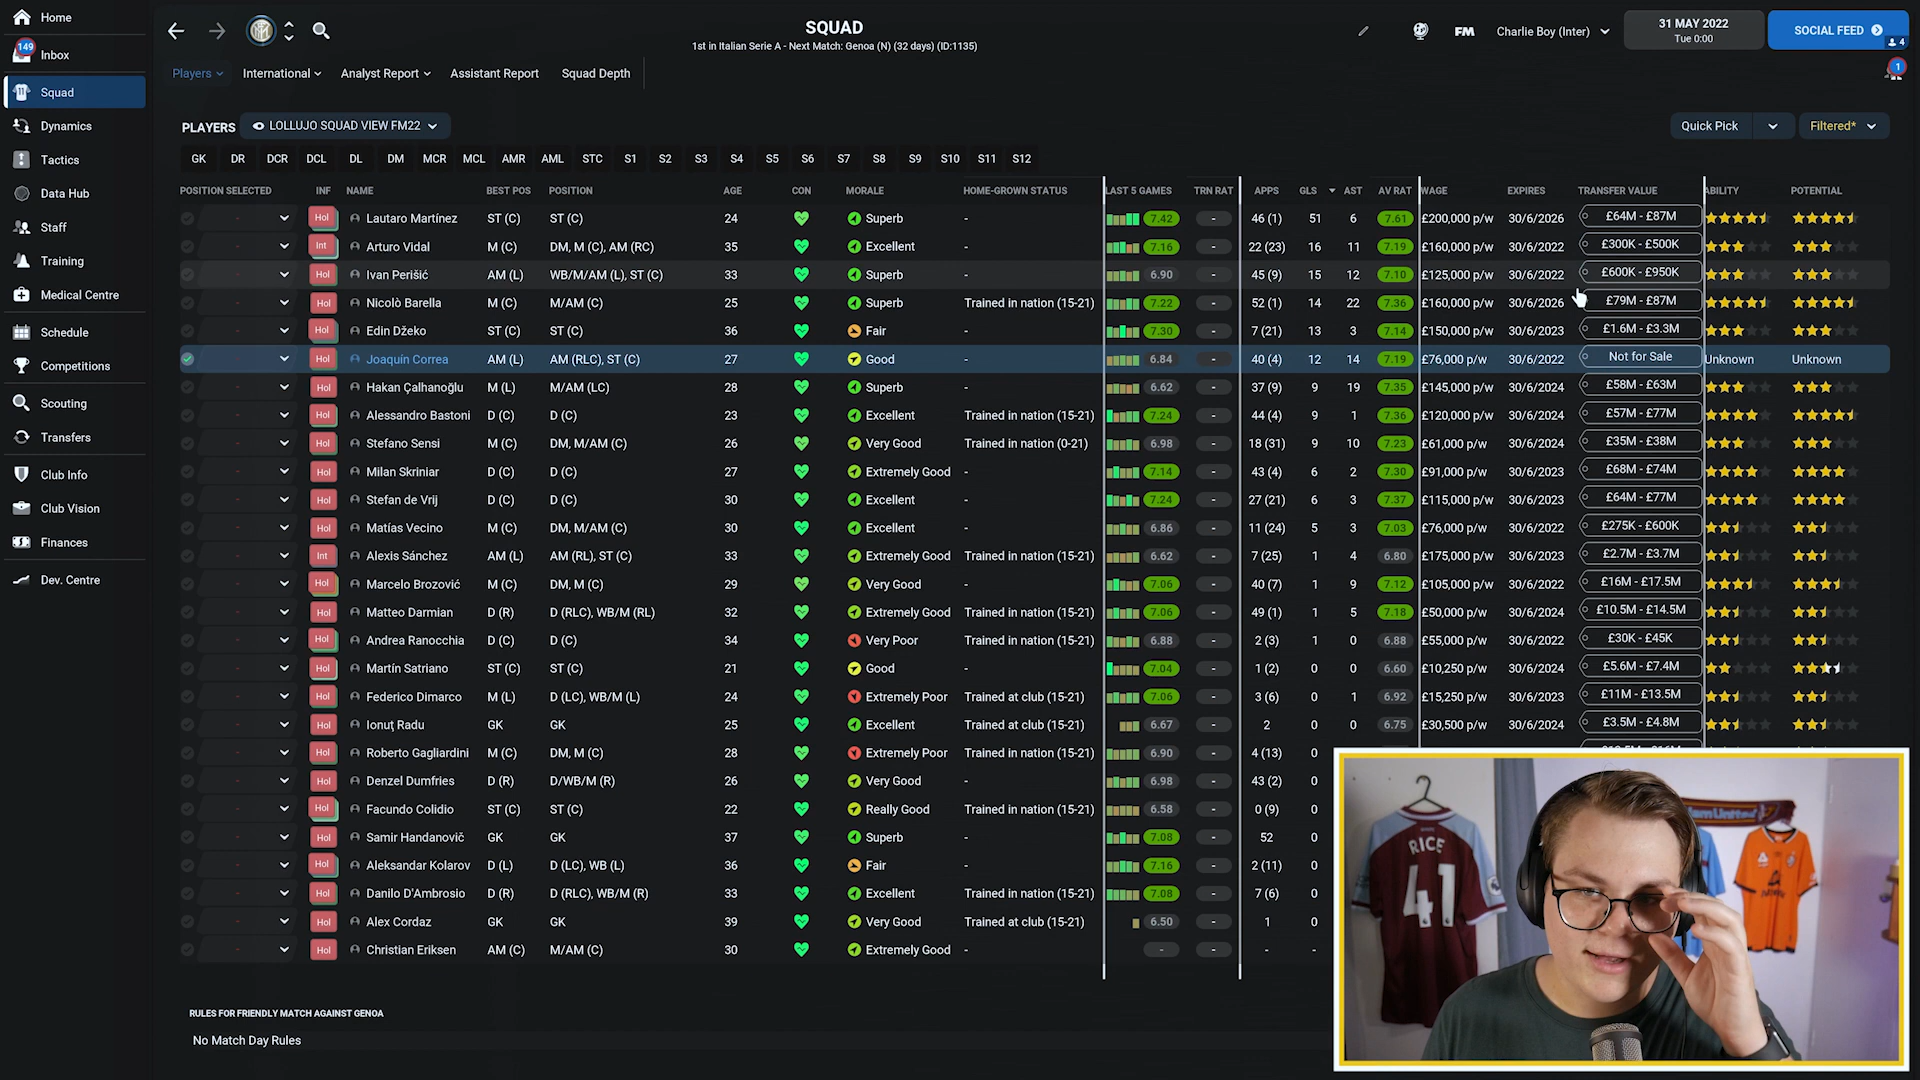 Home
149
Inbox
Squad
Dynamics
Tactics
Data Hub
Staff
Training
Medical Centre
Schedule
Competitions
Scouting
Transfers
Club Info
Club Vision
Finances
Dev. Centre
SQUAD
1st in Italian Serie A - Next Match: Genoa (N) (32 days) (ID:1135)
FM
Charlie Boy (Inter)
31 MAY 2022
Tue 0:00
SOCIAL FEED
4
1
Players International Analyst Report Assistant Report Squad Depth
PLAYERS LOLLUJO SQUAD VIEW FM22
Quick Pick Filtered*
GK DR DCR DCL DL DM MCR MCL AMR AML STC S1 S2 S3 S4 S5 S6 S7 S8 S9 S10 S11 S12
POSITION SELECTED INF NAME BEST POS POSITION AGE CON MORALE HOME-GROWN STATUS LAST 5 GAMES TRN RAT APPS GLS AST AV RAT WAGE EXPIRES TRANSFER VALUE ABILITY POTENTIAL
- Hol Lautaro Martínez ST (C) ST (C) 24 Superb - 7.42 - 46 (1) 51 6 7.61 £200,000 p/w 30/6/2026 £64M - £87M
- Int Arturo Vidal M (C) DM, M (C), AM (RC) 35 Excellent - 7.16 - 22 (23) 16 11 7.19 £160,000 p/w 30/6/2022 £300K - £500K
- Hol Ivan Perišić AM (L) WB/M/AM (L), ST (C) 33 Superb - 6.90 - 45 (9) 15 12 7.10 £125,000 p/w 30/6/2022 £600K - £950K
- Hol Nicolò Barella M (C) M/AM (C) 25 Superb Trained in nation (15-21) 7.22 - 52 (1) 14 22 7.36 £160,000 p/w 30/6/2026 £79M - £87M
- Hol Edin Džeko ST (C) ST (C) 36 Fair - 7.30 - 7 (21) 13 3 7.14 £150,000 p/w 30/6/2023 £1.6M - £3.3M
- Hol Joaquín Correa AM (L) AM (RLC), ST (C) 27 Good - 6.84 - 40 (4) 12 14 7.19 £76,000 p/w 30/6/2022 Not for Sale Unknown Unknown
- Hol Hakan Çalhanoğlu M (L) M/AM (LC) 28 Superb - 6.62 - 37 (9) 9 19 7.35 £145,000 p/w 30/6/2024 £58M - £63M
- Hol Alessandro Bastoni D (C) D (C) 23 Excellent Trained in nation (15-21) 7.24 - 44 (4) 9 1 7.36 £120,000 p/w 30/6/2024 £57M - £77M
- Hol Stefano Sensi M (C) DM, M/AM (C) 26 Very Good Trained in nation (0-21) 6.98 - 18 (31) 9 10 7.23 £61,000 p/w 30/6/2024 £35M - £38M
- Hol Milan Skriniar D (C) D (C) 27 Extremely Good - 7.14 - 43 (4) 6 2 7.30 £91,000 p/w 30/6/2023 £68M - £74M
- Hol Stefan de Vrij D (C) D (C) 30 Excellent - 7.24 - 27 (21) 6 3 7.37 £115,000 p/w 30/6/2023 £64M - £77M
- Hol Matías Vecino M (C) DM, M/AM (C) 30 Excellent - 6.86 - 11 (24) 5 3 7.03 £76,000 p/w 30/6/2022 £275K - £600K
- Int Alexis Sánchez AM (L) AM (RL), ST (C) 33 Extremely Good Trained in nation (15-21) 6.62 - 7 (25) 1 4 6.80 £175,000 p/w 30/6/2023 £2.7M - £3.7M
- Hol Marcelo Brozović M (C) DM, M (C) 29 Very Good - 7.06 - 40 (7) 1 9 7.12 £105,000 p/w 30/6/2022 £16M - £17.5M
- Hol Matteo Darmian D (R) D (RLC), WB/M (RL) 32 Extremely Good Trained in nation (15-21) 7.06 - 49 (1) 1 5 7.18 £50,000 p/w 30/6/2024 £10.5M - £14.5M
- Hol Andrea Ranocchia D (C) D (C) 34 Very Poor Trained in nation (15-21) 6.88 - 2 (3) 1 0 6.88 £55,000 p/w 30/6/2022 £30K - £45K
- Hol Martín Satriano ST (C) ST (C) 21 Good - 7.04 - 1 (2) 0 0 6.60 £10,250 p/w 30/6/2024 £5.6M - £7.4M
- Hol Federico Dimarco M (L) D (LC), WB/M (L) 24 Extremely Poor Trained at club (15-21) 7.06 - 3 (6) 0 1 6.92 £15,250 p/w 30/6/2023 £11M - £13.5M
- Hol Ionuț Radu GK GK 25 Excellent Trained at club (15-21) 6.67 - 2 0 0 6.75 £30,500 p/w 30/6/2024 £3.5M - £4.8M
- Hol Roberto Gagliardini M (C) DM, M (C) 28 Extremely Poor Trained in nation (15-21) 6.90 - 4 (13) 0
- Hol Denzel Dumfries D (R) D/WB/M (R) 26 Very Good - 6.98 - 43 (2) 0
- Hol Facundo Colidio ST (C) ST (C) 22 Really Good Trained in nation (15-21) 6.58 - 0 (9) 0
- Hol Samir Handanovič GK GK 37 Superb - 7.08 - 52 0
- Hol Aleksandar Kolarov D (L) D (LC), WB (L) 36 Fair - 7.16 - 2 (11) 0
- Hol Danilo D'Ambrosio D (R) D (RLC), WB/M (R) 33 Excellent Trained in nation (15-21) 7.08 - 7 (6) 0
- Hol Alex Cordaz GK GK 39 Very Good Trained at club (15-21) 6.50 - 1 0
- Hol Christian Eriksen AM (C) M/AM (C) 30 Extremely Good - - - - -
RULES FOR FRIENDLY MATCH AGAINST GENOA
No Match Day Rules
RICE
41